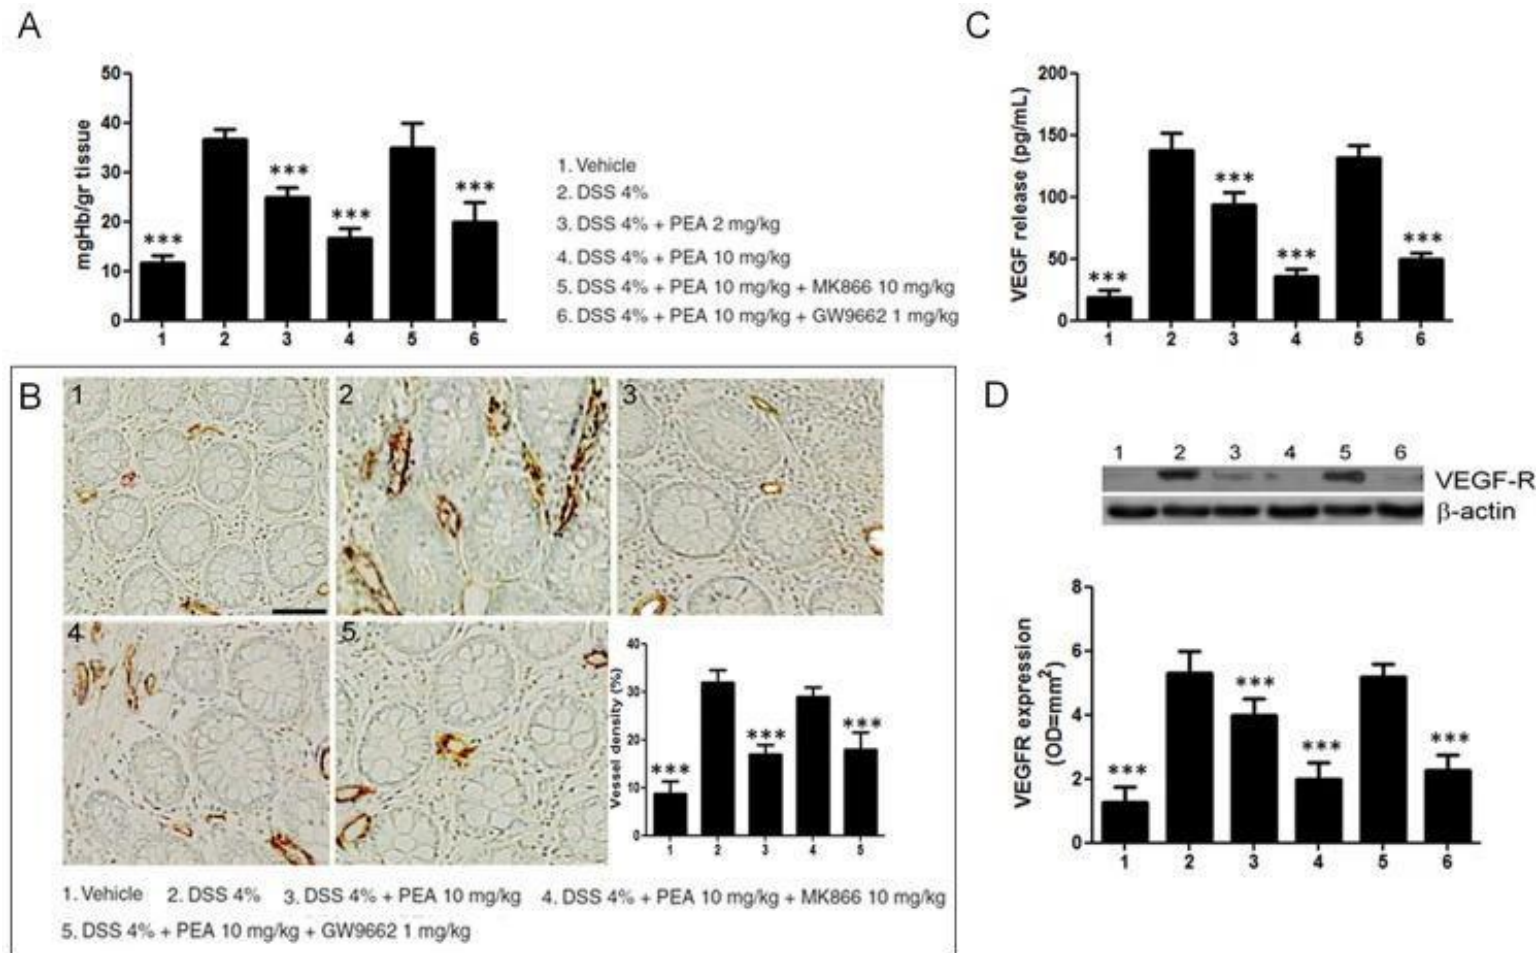 A
50
40
30
20
10
0
mgHb/gr tissue
***
***
***
***
1 2 3 4 5 6
1. Vehicle
2. DSS 4%
3. DSS 4% + PEA 2 mg/kg
4. DSS 4% + PEA 10 mg/kg
5. DSS 4% + PEA 10 mg/kg + MK866 10 mg/kg
6. DSS 4% + PEA 10 mg/kg + GW9662 1 mg/kg
C
200
150
100
50
0
VEGF release (pg/mL)
***
***
***
***
1 2 3 4 5 6
B
1
2
3
4
5
40
30
20
10
0
Vessel density (%)
***
***
***
1 2 3 4 5
1. Vehicle 2. DSS 4% 3. DSS 4% + PEA 10 mg/kg 4. DSS 4% + PEA 10 mg/kg + MK866 10 mg/kg
5. DSS 4% + PEA 10 mg/kg + GW9662 1 mg/kg
D
1 2 3 4 5 6
VEGF-R
β-actin
8
6
4
2
0
VEGFR expression
(OD=mm²)
***
***
***
***
1 2 3 4 5 6